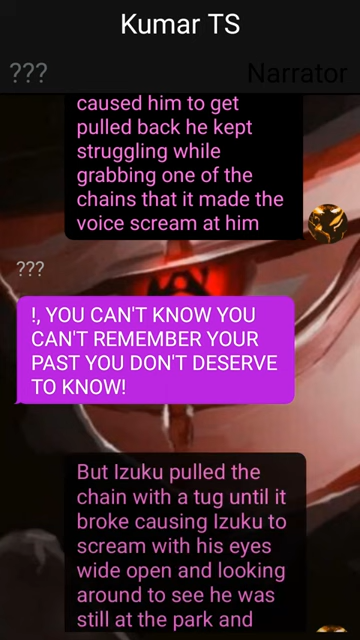 Kumar TS
??? Narrator
caused him to get
pulled back he kept
struggling while
grabbing one of the
chains that it made the
voice scream at him
???
!, YOU CAN'T KNOW YOU
CAN'T REMEMBER YOUR
PAST YOU DON'T DESERVE
TO KNOW!
But Izuku pulled the
chain with a tug until it
broke causing Izuku to
scream with his eyes
wide open and looking
around to see he was
still at the park and